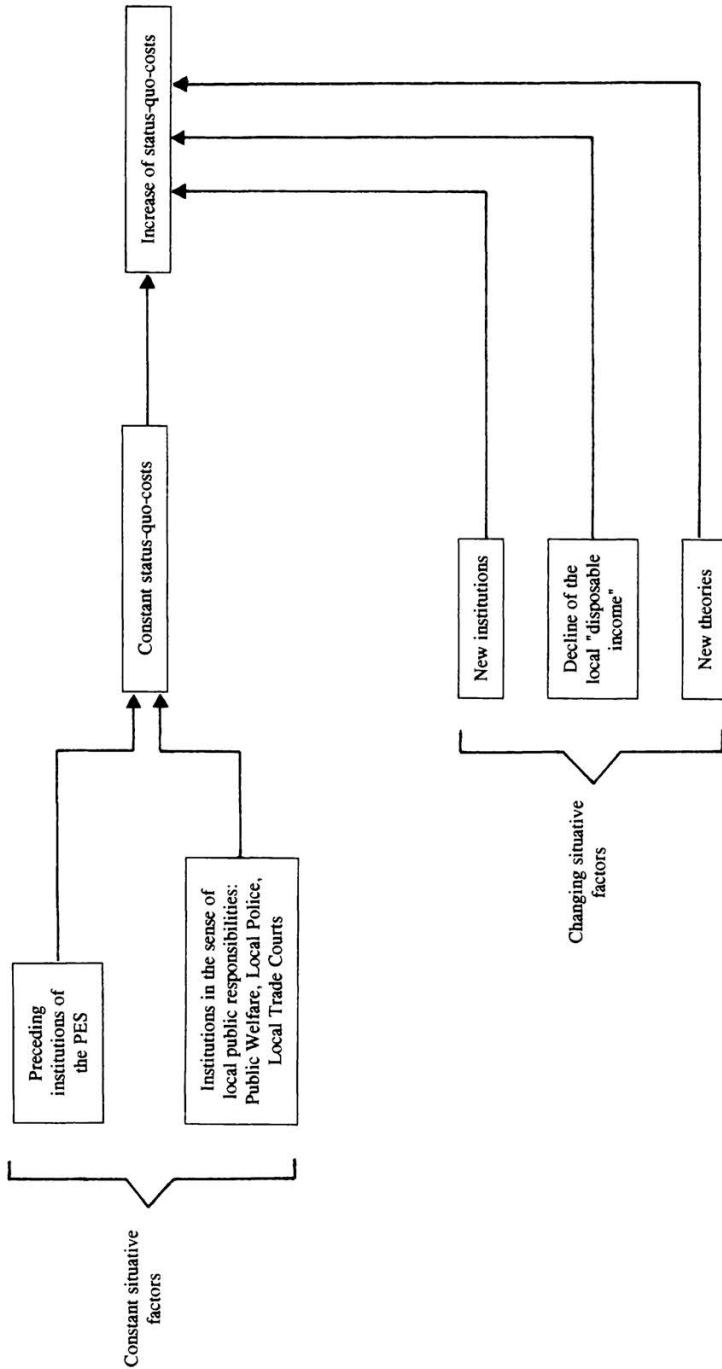 Constant situative
factors
Preceding
institutions of
the PES
Institutions in the sense of
local public responsibilities:
Public Welfare, Local Police,
Local Trade Courts
Constant status-quo-costs
Increase of status-quo-costs
Changing situative
factors
New institutions
Decline of the
local "disposable
income"
New theories